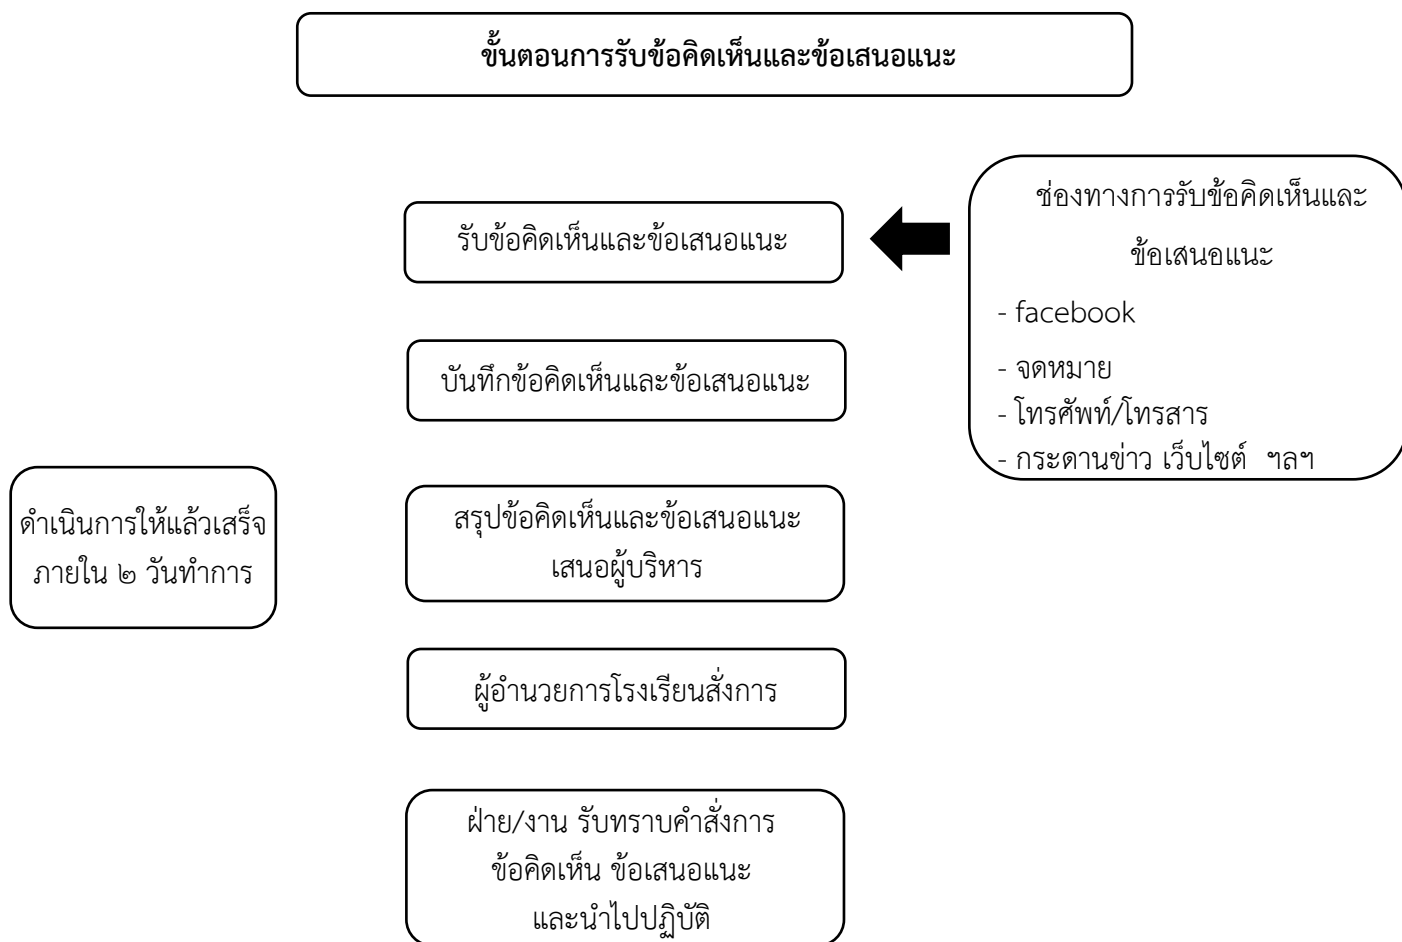 ขั้นตอนการรับข้อคิดเห็นและข้อเสนอแนะ
รับข้อคิดเห็นและข้อเสนอแนะ
ช่องทางการรับข้อคิดเห็นและ
ข้อเสนอแนะ
- facebook
- จดหมาย
- โทรศัพท์/โทรสาร
- กระดานข่าว เว็บไซต์ ฯลฯ
บันทึกข้อคิดเห็นและข้อเสนอแนะ
ดำเนินการให้แล้วเสร็จ
ภายใน ๒ วันทำการ
สรุปข้อคิดเห็นและข้อเสนอแนะ
เสนอผู้บริหาร
ผู้อำนวยการโรงเรียนสั่งการ
ฝ่าย/งาน รับทราบคำสั่งการ
ข้อคิดเห็น ข้อเสนอแนะ
และนำไปปฏิบัติ